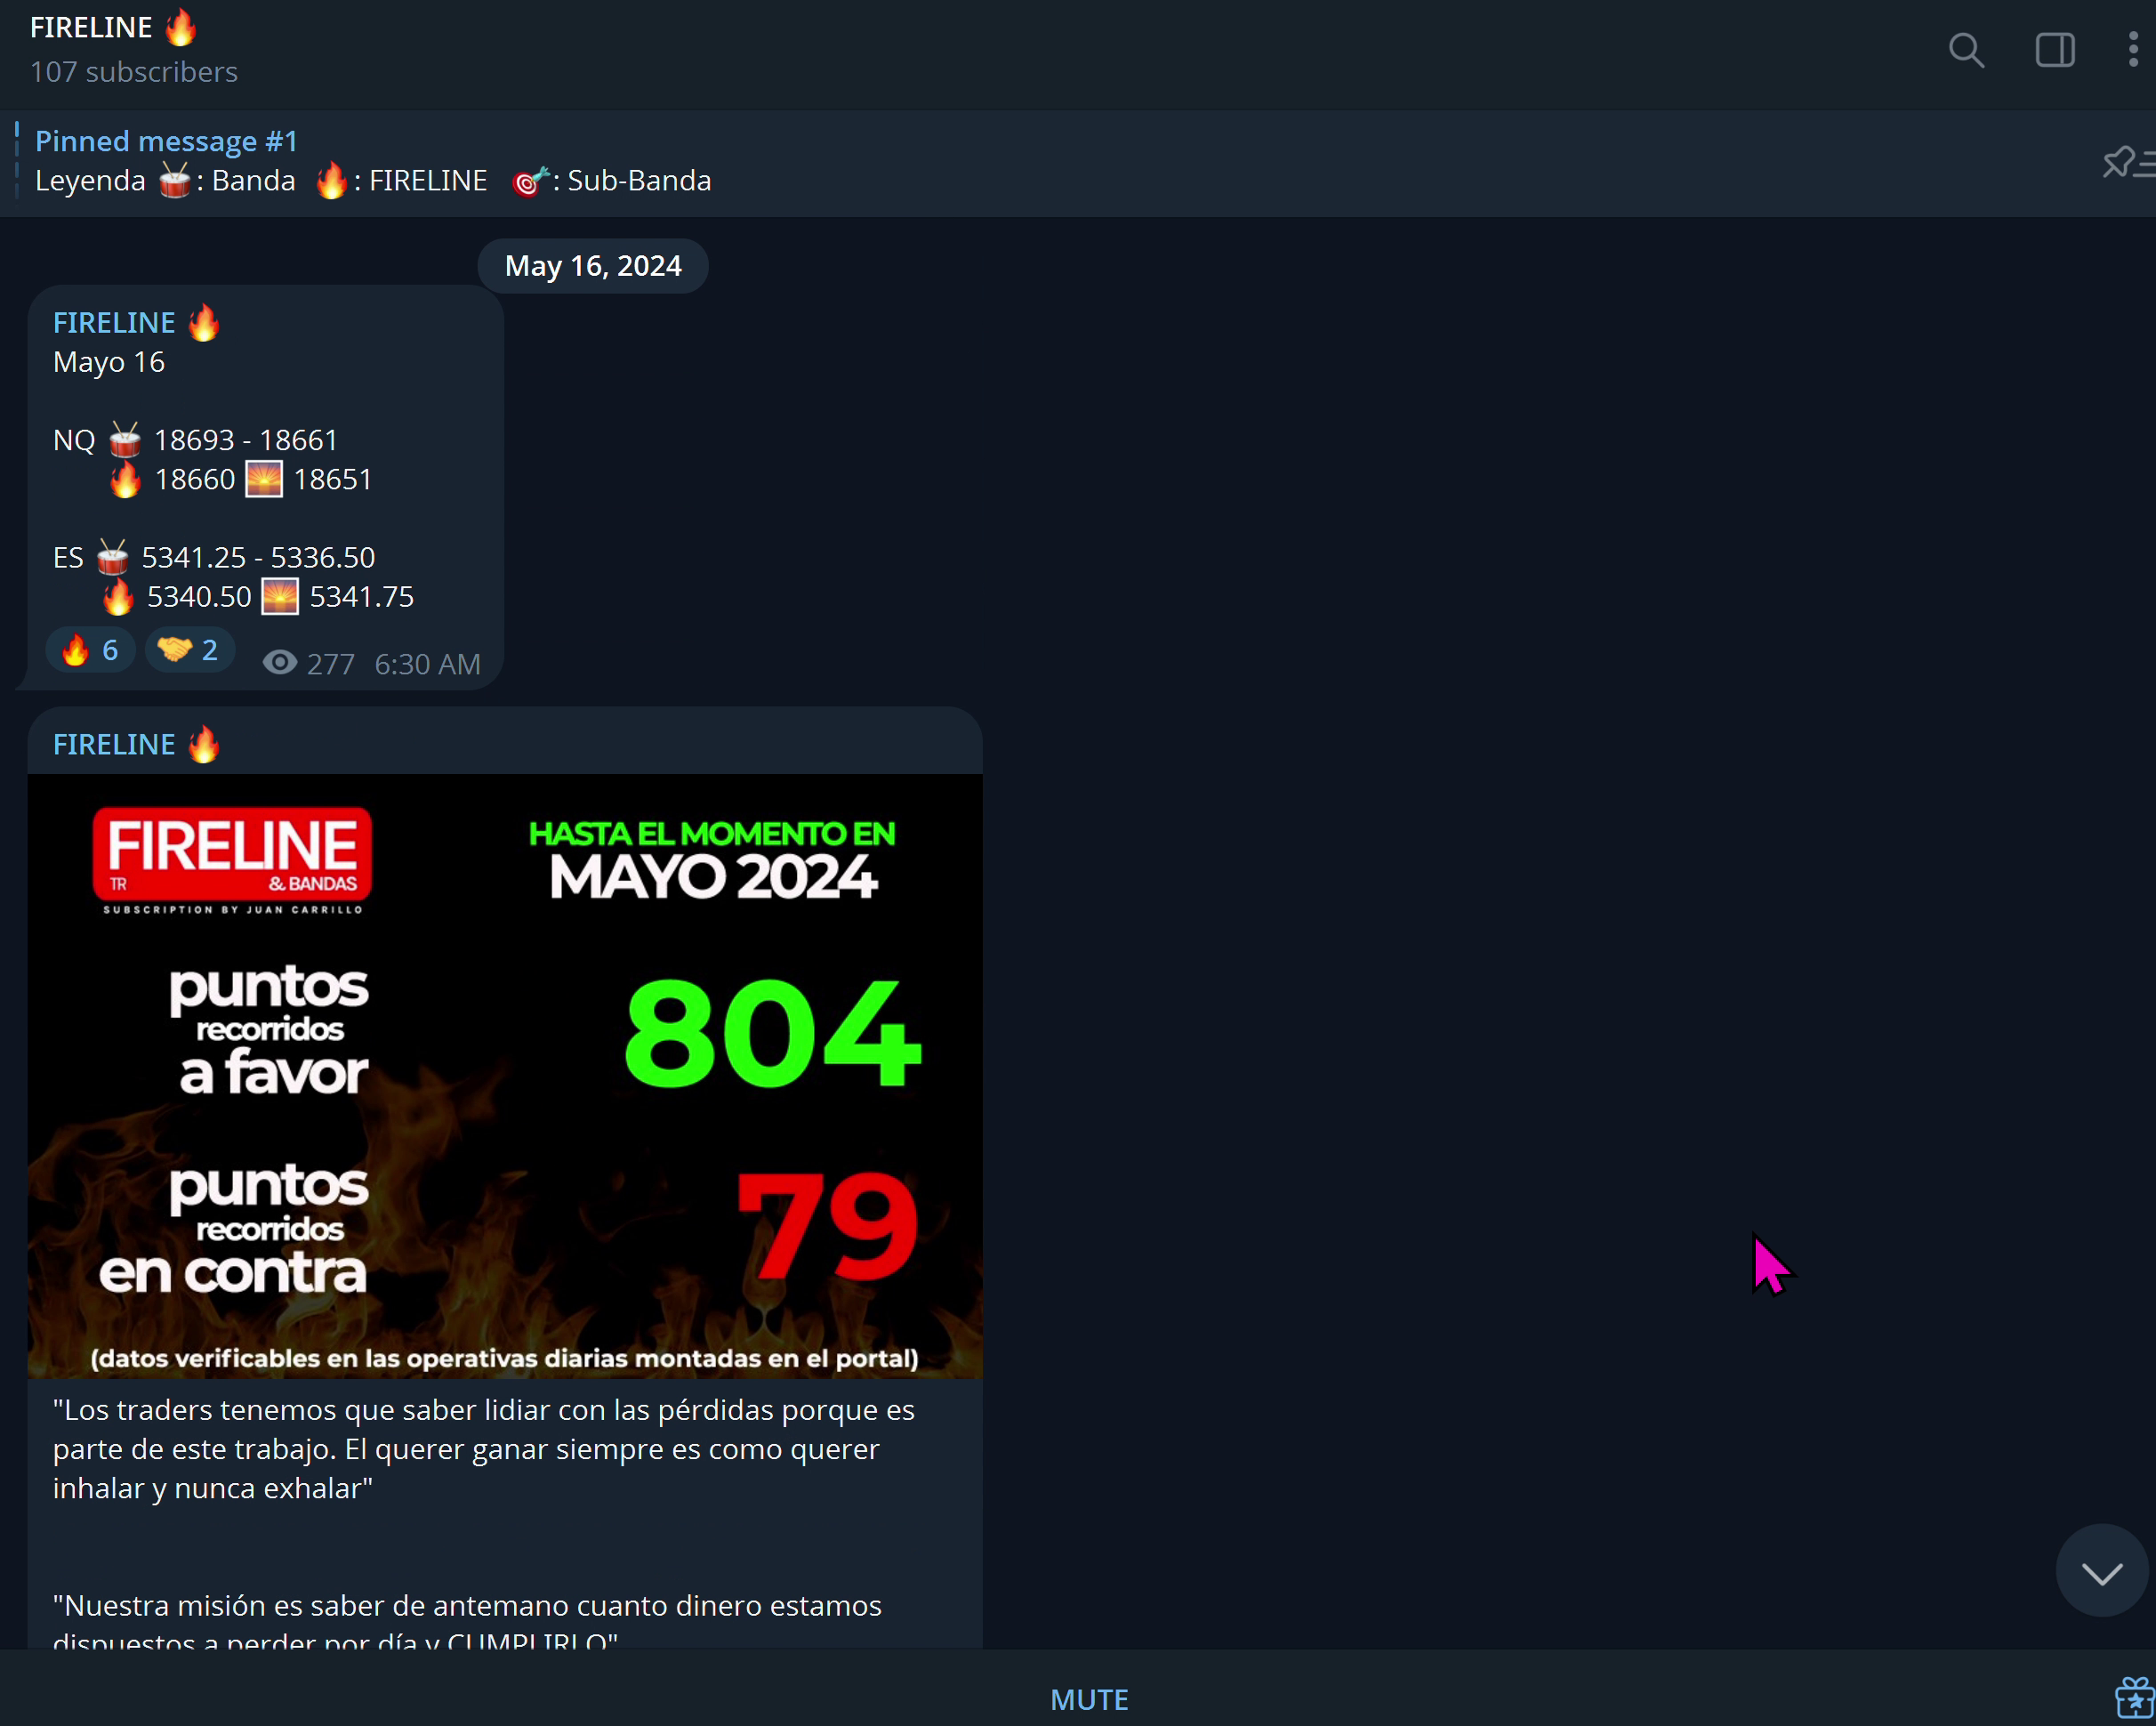 FIRELINE 🔥
107 subscribers
Pinned message #1
Leyenda 🥁: Banda 🔥: FIRELINE 🎯: Sub-Banda
May 16, 2024
FIRELINE 🔥
Mayo 16
NQ 🥁 18693 - 18661
🔥 18660 🌅 18651
ES 🥁 5341.25 - 5336.50
🔥 5340.50 🌅 5341.75
🔥 6 🤝 2 277 6:30 AM
FIRELINE 🔥
FIRELINE
TR & BANDAS
SUBSCRIPTION BY JUAN CARRILLO
HASTA EL MOMENTO EN
MAYO 2024
puntos
recorridos
a favor
804
puntos
recorridos
en contra
79
(datos verificables en las operativas diarias montadas en el portal)
"Los traders tenemos que saber lidiar con las pérdidas porque es
parte de este trabajo. El querer ganar siempre es como querer
inhalar y nunca exhalar"
"Nuestra misión es saber de antemano cuanto dinero estamos
dispuestos a perder por día y CUMPLIRLO"
MUTE